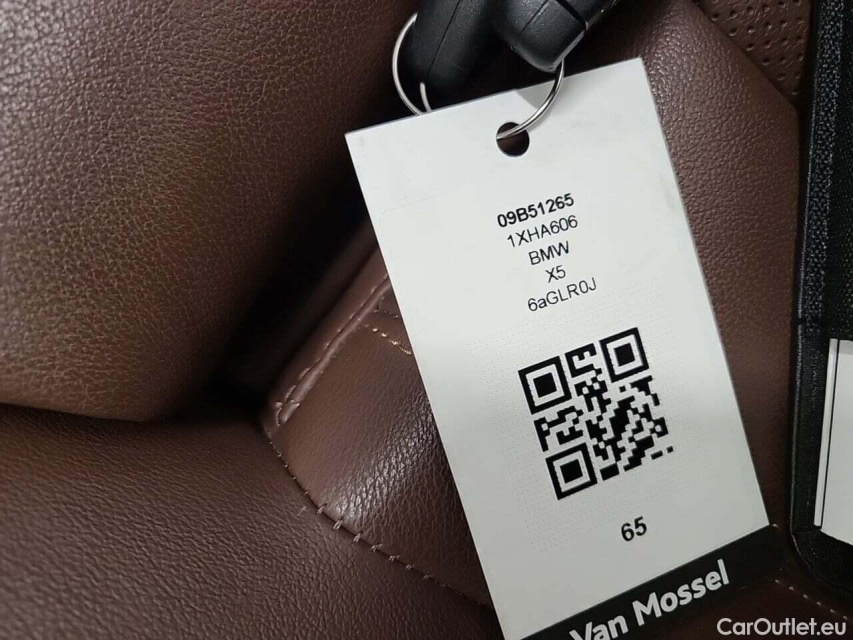 09B51265
1XHA606
BMW
X5
6aGLR0J
65
Van Mossel
CarOutlet.eu